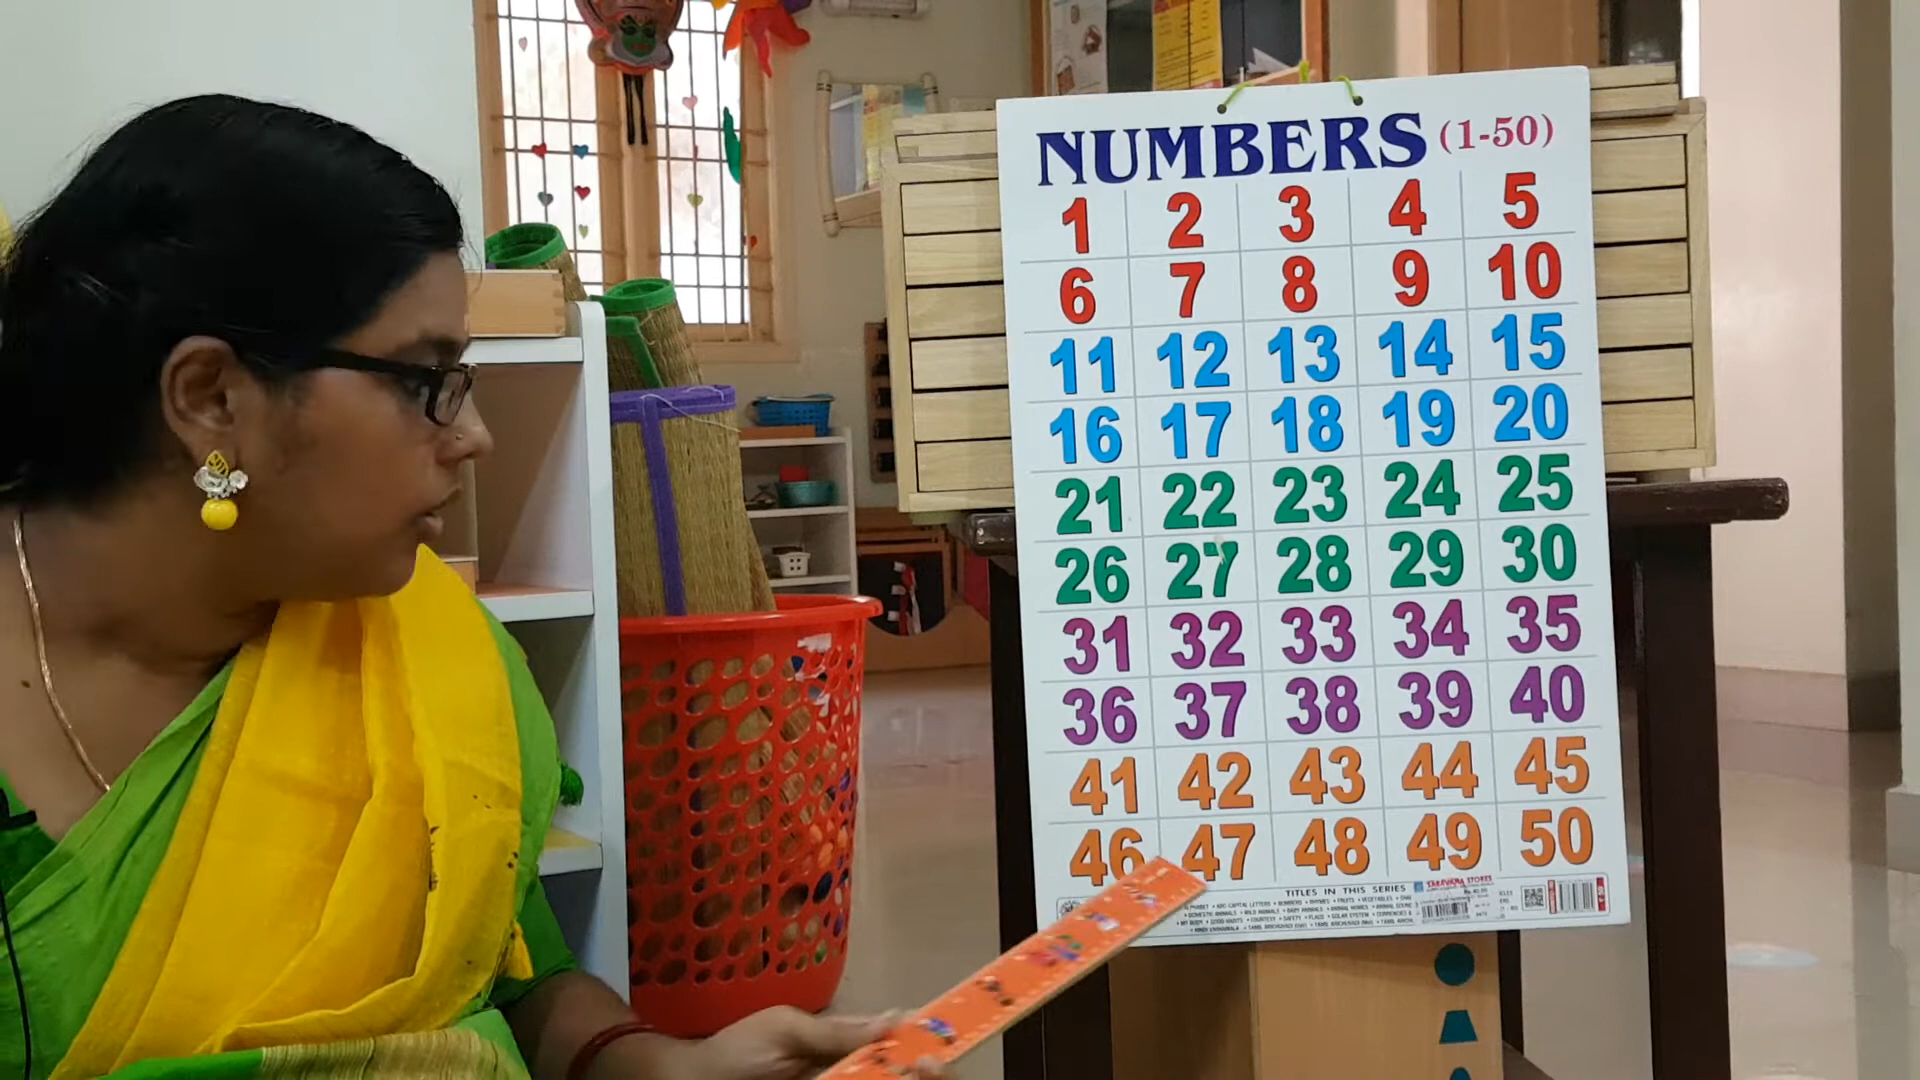 NUMBERS (1-50)
1 2 3 4 5
6 7 8 9 10
11 12 13 14 15
16 17 18 19 20
21 22 23 24 25
26 27 28 29 30
31 32 33 34 35
36 37 38 39 40
41 42 43 44 45
46 47 48 49 50
TITLES IN THIS SERIES
SARAVANA STORES